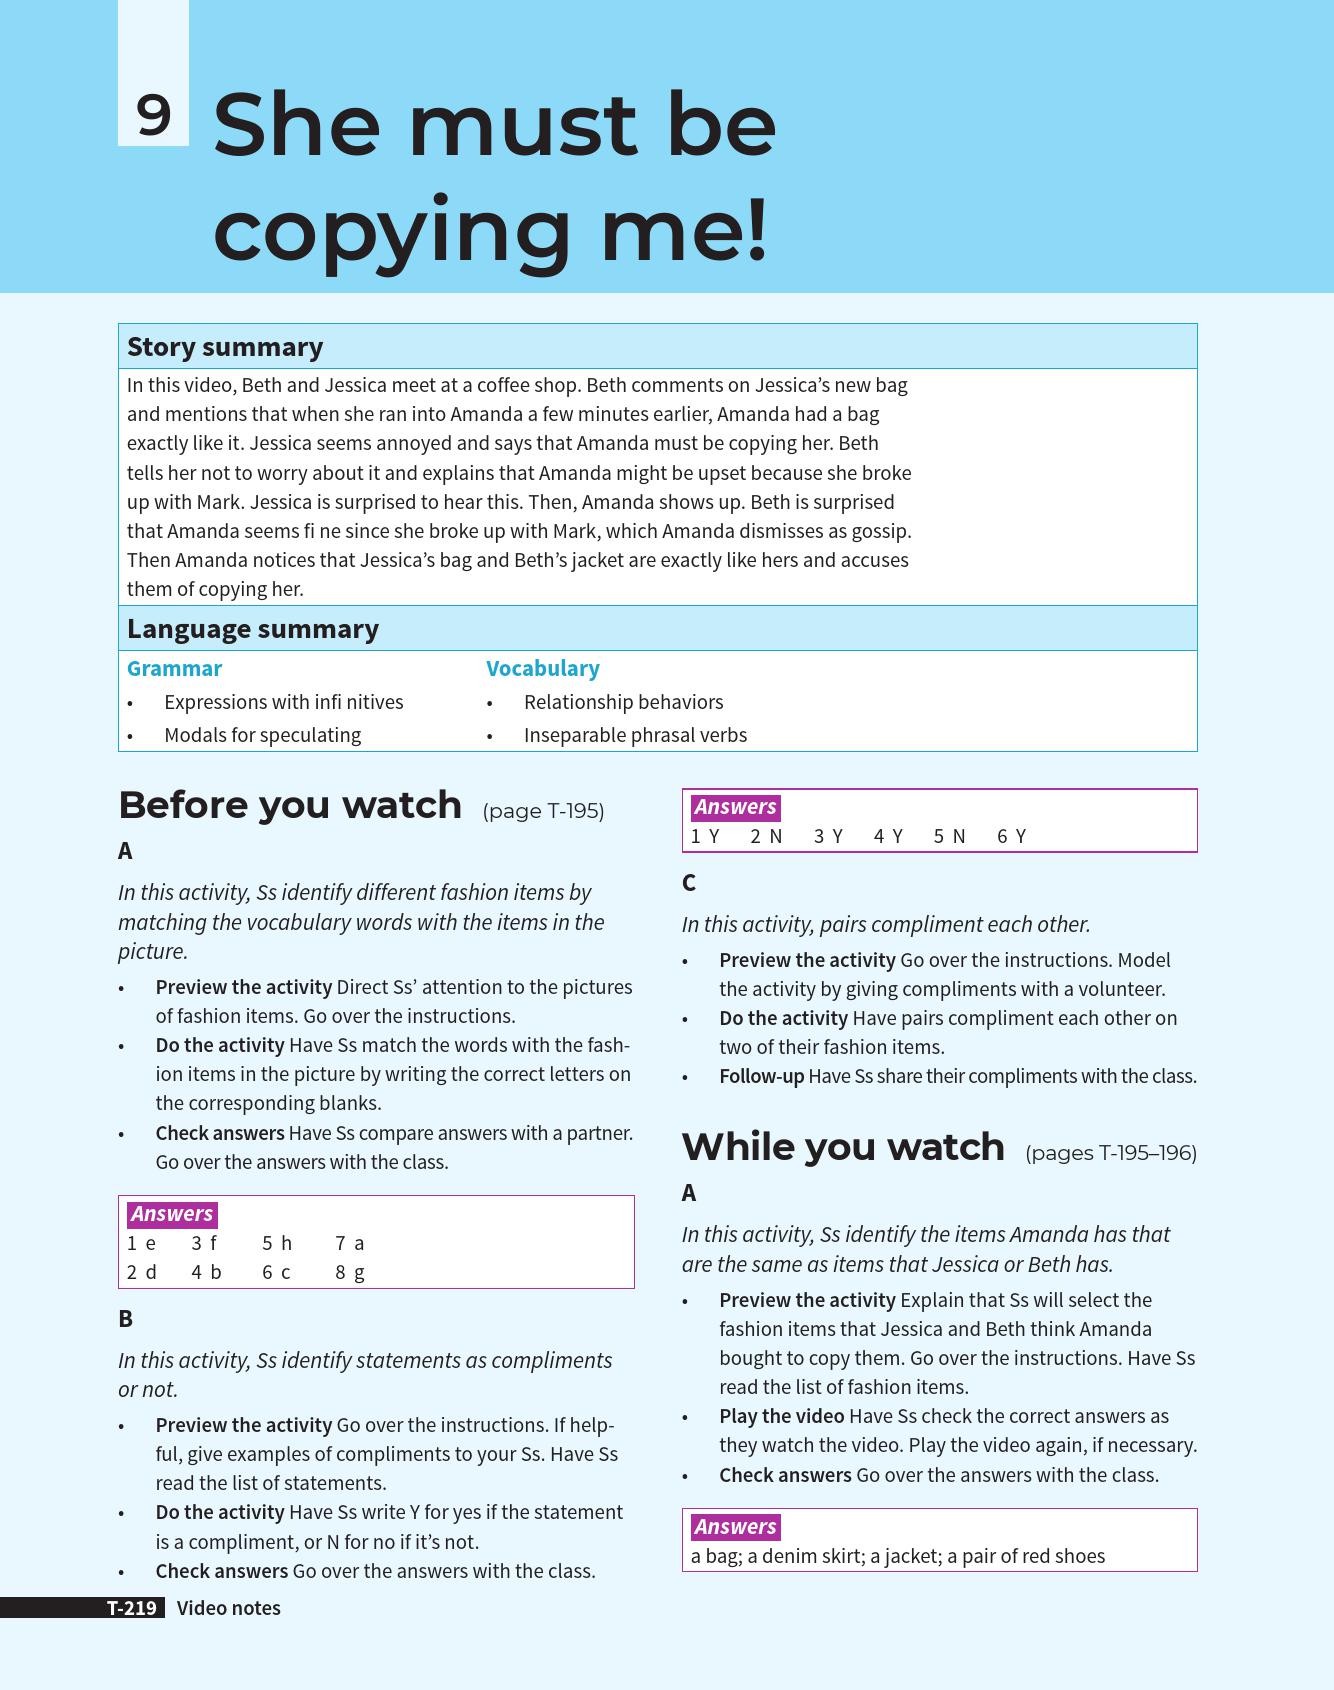 9
She must be
copying me!
Story summary
In this video, Beth and Jessica meet at a coffee shop. Beth comments on Jessica’s new bag
and mentions that when she ran into Amanda a few minutes earlier, Amanda had a bag
exactly like it. Jessica seems annoyed and says that Amanda must be copying her. Beth
tells her not to worry about it and explains that Amanda might be upset because she broke
up with Mark. Jessica is surprised to hear this. Then, Amanda shows up. Beth is surprised
that Amanda seems fi ne since she broke up with Mark, which Amanda dismisses as gossip.
Then Amanda notices that Jessica’s bag and Beth’s jacket are exactly like hers and accuses
them of copying her.
Language summary
Grammar
• Expressions with infi nitives
• Modals for speculating
Vocabulary
• Relationship behaviors
• Inseparable phrasal verbs
Before you watch (page T-195)
A
In this activity, Ss identify different fashion items by
matching the vocabulary words with the items in the
picture.
• Preview the activity Direct Ss’ attention to the pictures
of fashion items. Go over the instructions.
• Do the activity Have Ss match the words with the fash-
ion items in the picture by writing the correct letters on
the corresponding blanks.
• Check answers Have Ss compare answers with a partner.
Go over the answers with the class.
Answers
1 e 3 f 5 h 7 a
2 d 4 b 6 c 8 g
B
In this activity, Ss identify statements as compliments
or not.
• Preview the activity Go over the instructions. If help-
ful, give examples of compliments to your Ss. Have Ss
read the list of statements.
• Do the activity Have Ss write Y for yes if the statement
is a compliment, or N for no if it’s not.
• Check answers Go over the answers with the class.
Answers
1 Y 2 N 3 Y 4 Y 5 N 6 Y
C
In this activity, pairs compliment each other.
• Preview the activity Go over the instructions. Model
the activity by giving compliments with a volunteer.
• Do the activity Have pairs compliment each other on
two of their fashion items.
• Follow-up Have Ss share their compliments with the class.
While you watch (pages T-195–196)
A
In this activity, Ss identify the items Amanda has that
are the same as items that Jessica or Beth has.
• Preview the activity Explain that Ss will select the
fashion items that Jessica and Beth think Amanda
bought to copy them. Go over the instructions. Have Ss
read the list of fashion items.
• Play the video Have Ss check the correct answers as
they watch the video. Play the video again, if necessary.
• Check answers Go over the answers with the class.
Answers
a bag; a denim skirt; a jacket; a pair of red shoes
T-219 Video notes